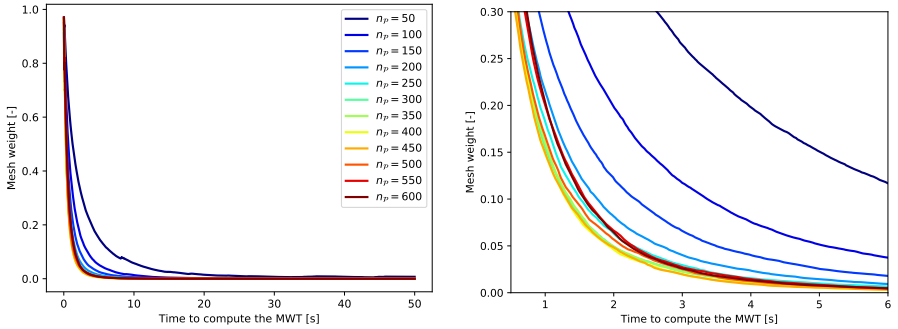 1.0
0.8
0.6
0.4
0.2
0.0
Mesh weight [-]
0
10
20
30
40
50
Time to compute the MWT [s]
n_P = 50
n_P = 100
n_P = 150
n_P = 200
n_P = 250
n_P = 300
n_P = 350
n_P = 400
n_P = 450
n_P = 500
n_P = 550
n_P = 600
0.30
0.25
0.20
0.15
0.10
0.05
0.00
Mesh weight [-]
1
2
3
4
5
6
Time to compute the MWT [s]